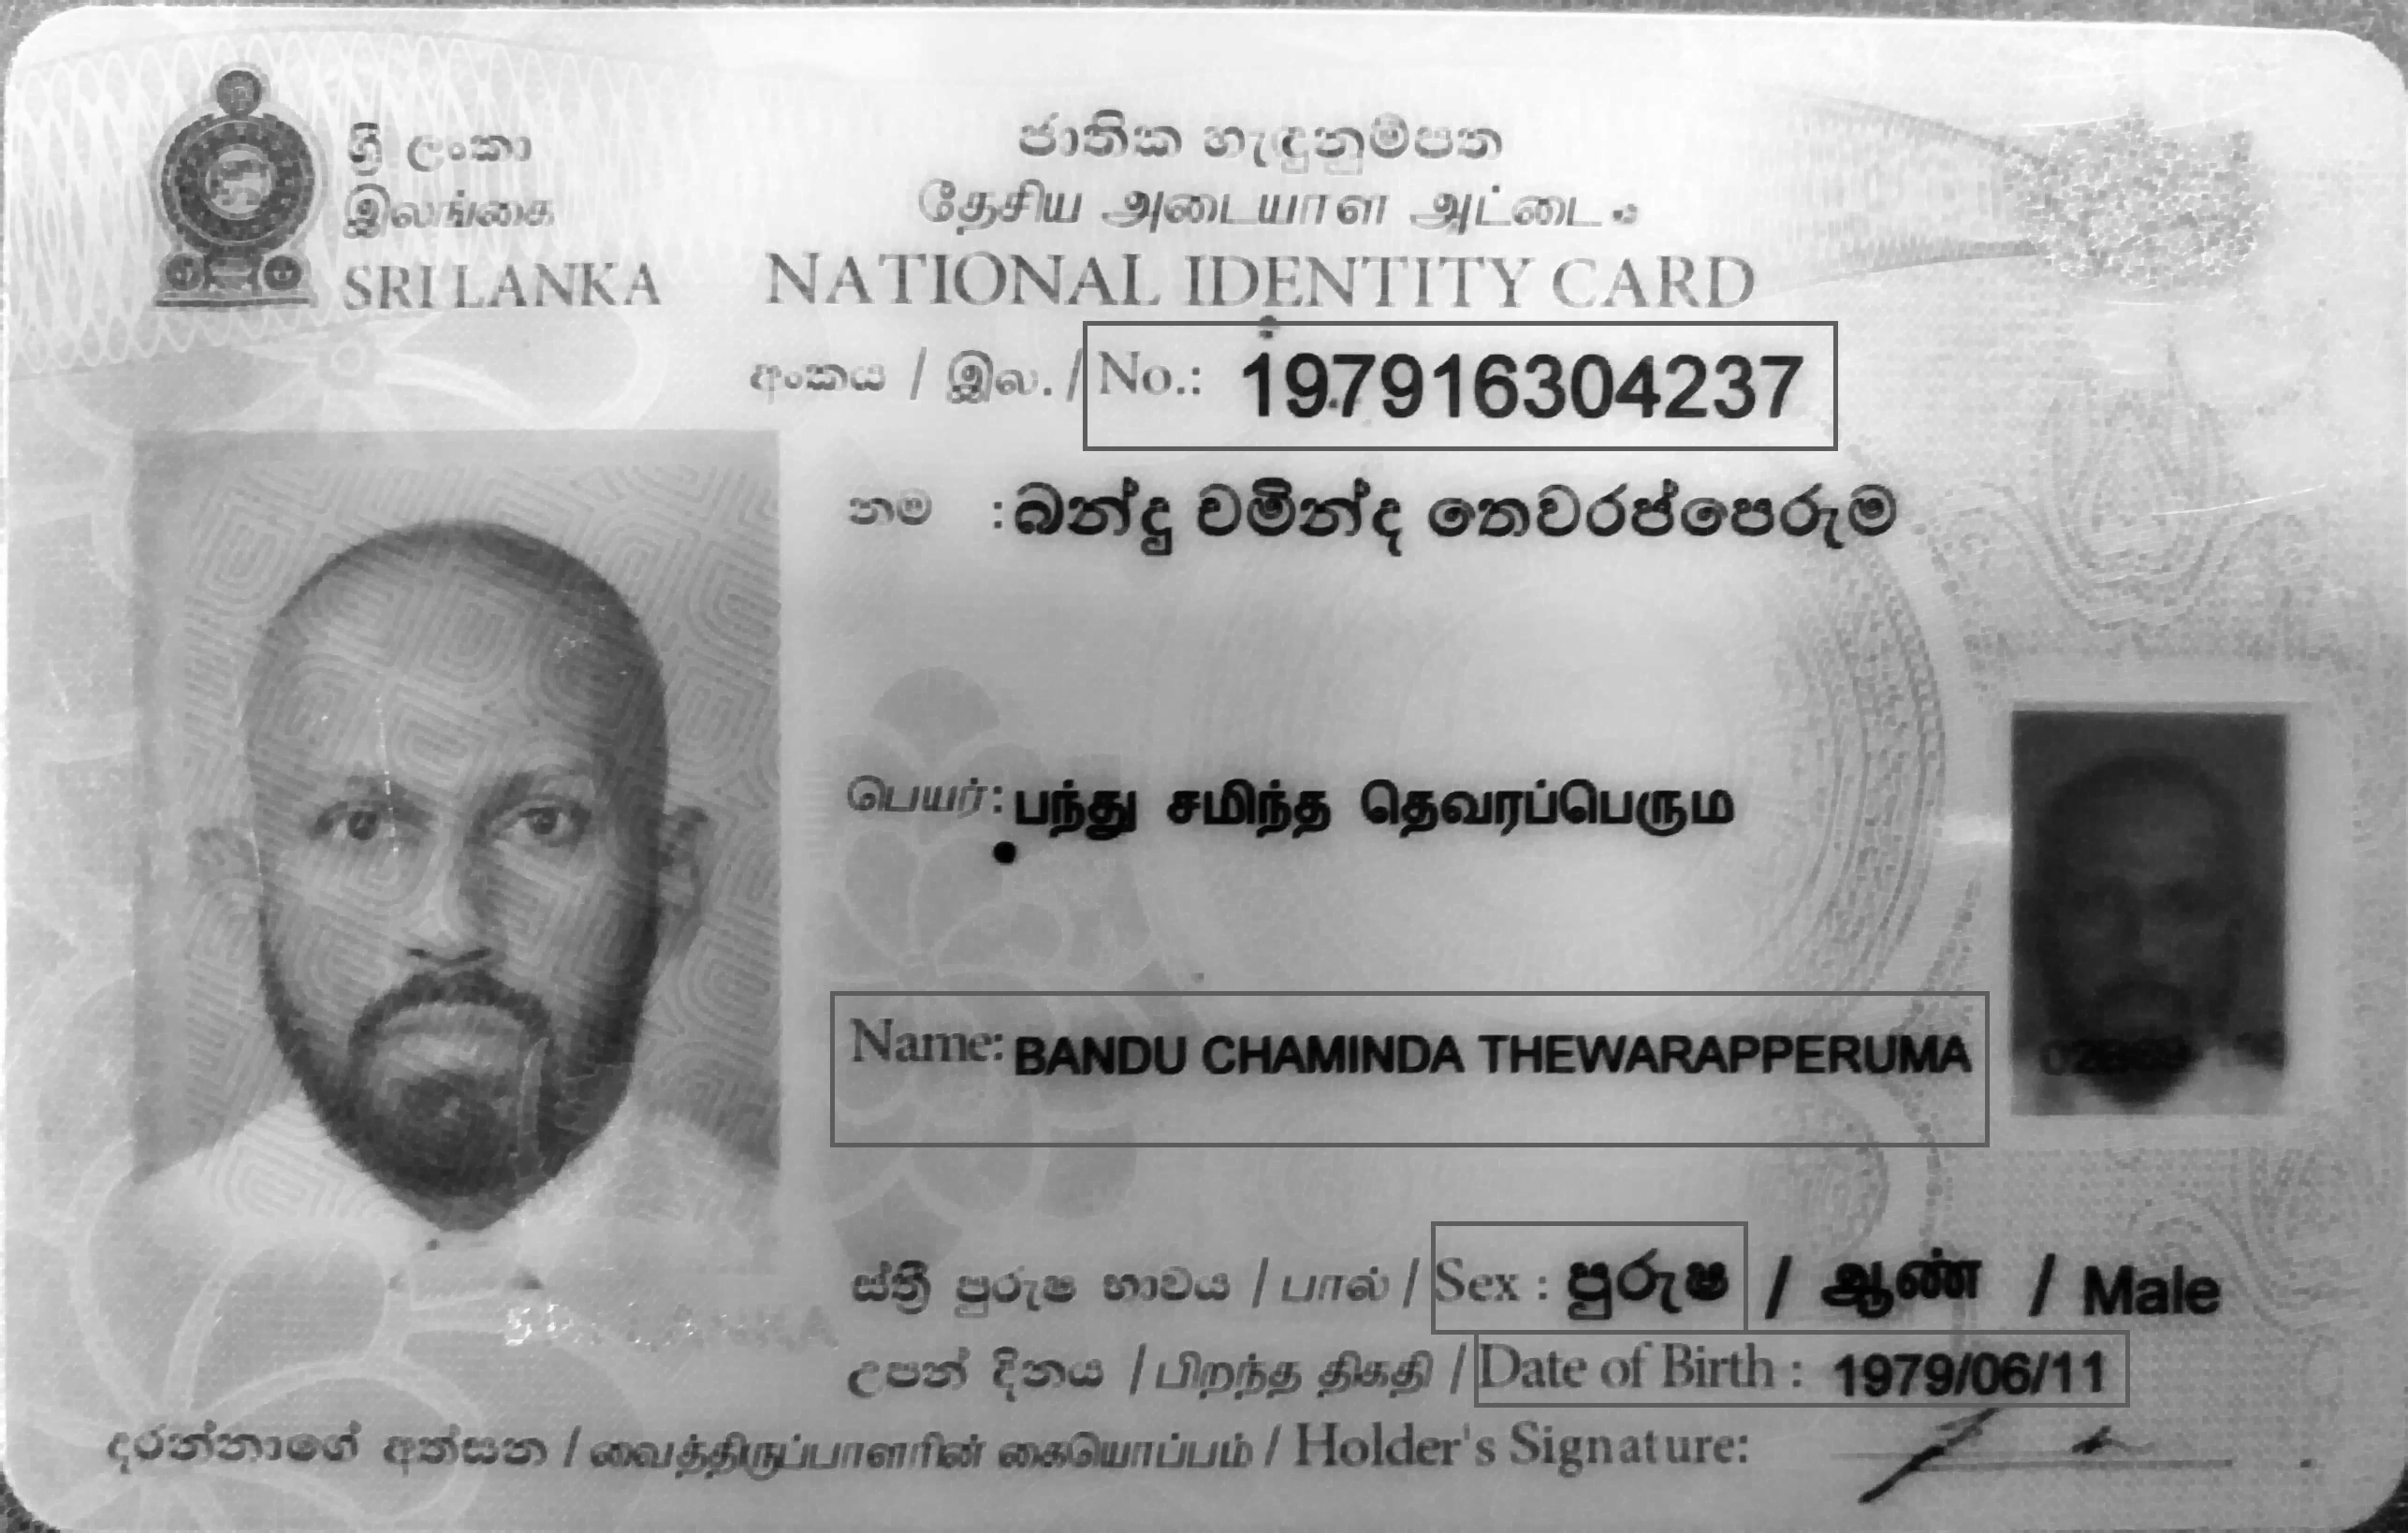 ශ්‍රී ලංකා
இலங்கை
SRI LANKA
ජාතික හැඳුනුම්පත
தேசிய அடையாள அட்டை
NATIONAL IDENTITY CARD
අංකය / இல. / No.: 197916304237
නම : බන්දු චමින්ද තෙවරප්පෙරුම
பெயர்: பந்து சமிந்த தெவரப்பெரும
Name: BANDU CHAMINDA THEWARAPPERUMA
ස්ත්‍රී පුරුෂ භාවය / பால் / Sex : පුරුෂ / ஆண் / Male
උපන් දිනය / பிறந்த திகதி / Date of Birth : 1979/06/11
දරන්නාගේ අත්සන / வைத்திருப்பாளரின் கையொப்பம் / Holder's Signature: